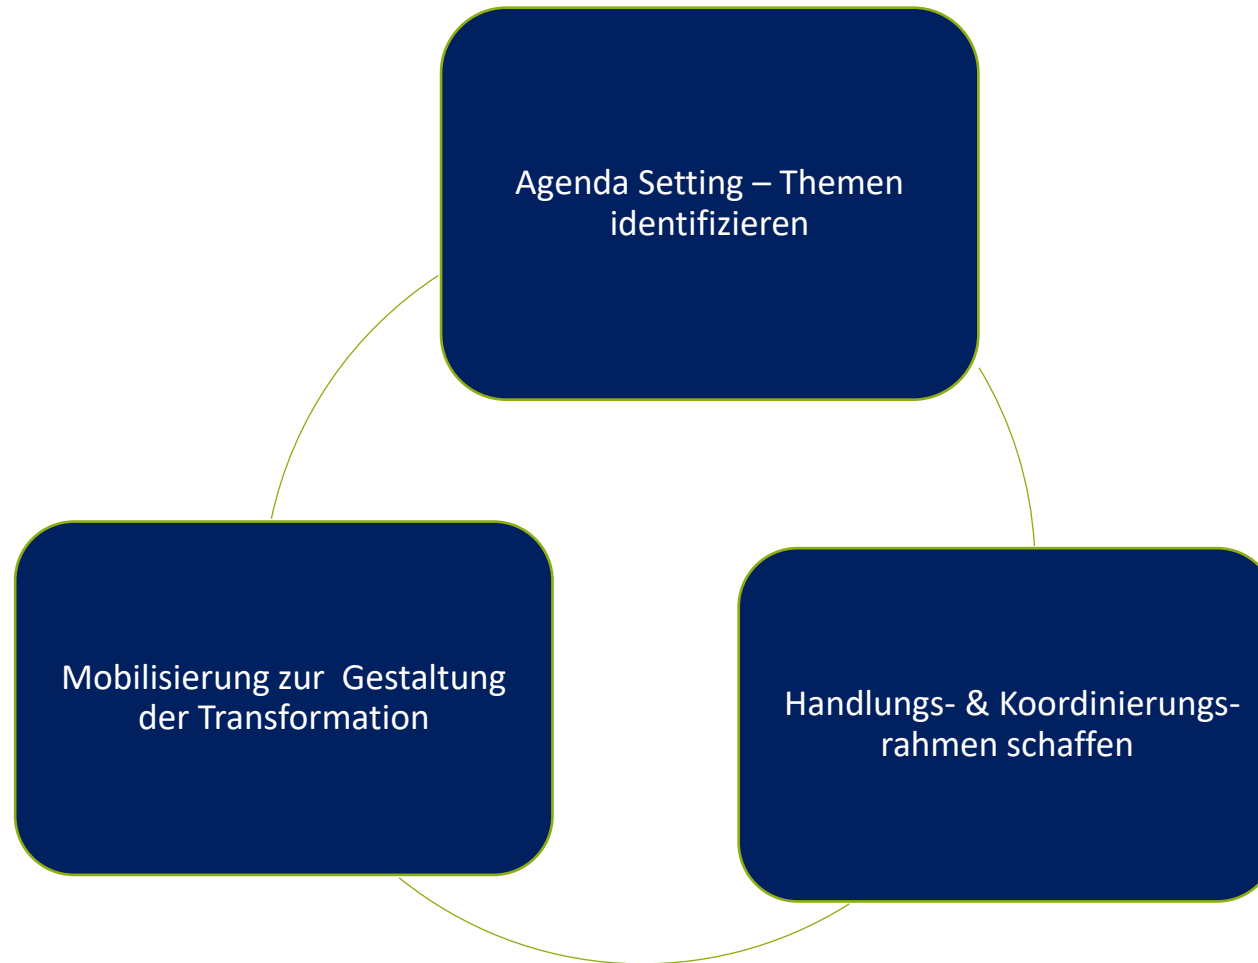 Agenda Setting – Themen
identifizieren
Mobilisierung zur  Gestaltung
der Transformation
Handlungs- & Koordinierungs-
rahmen schaffen